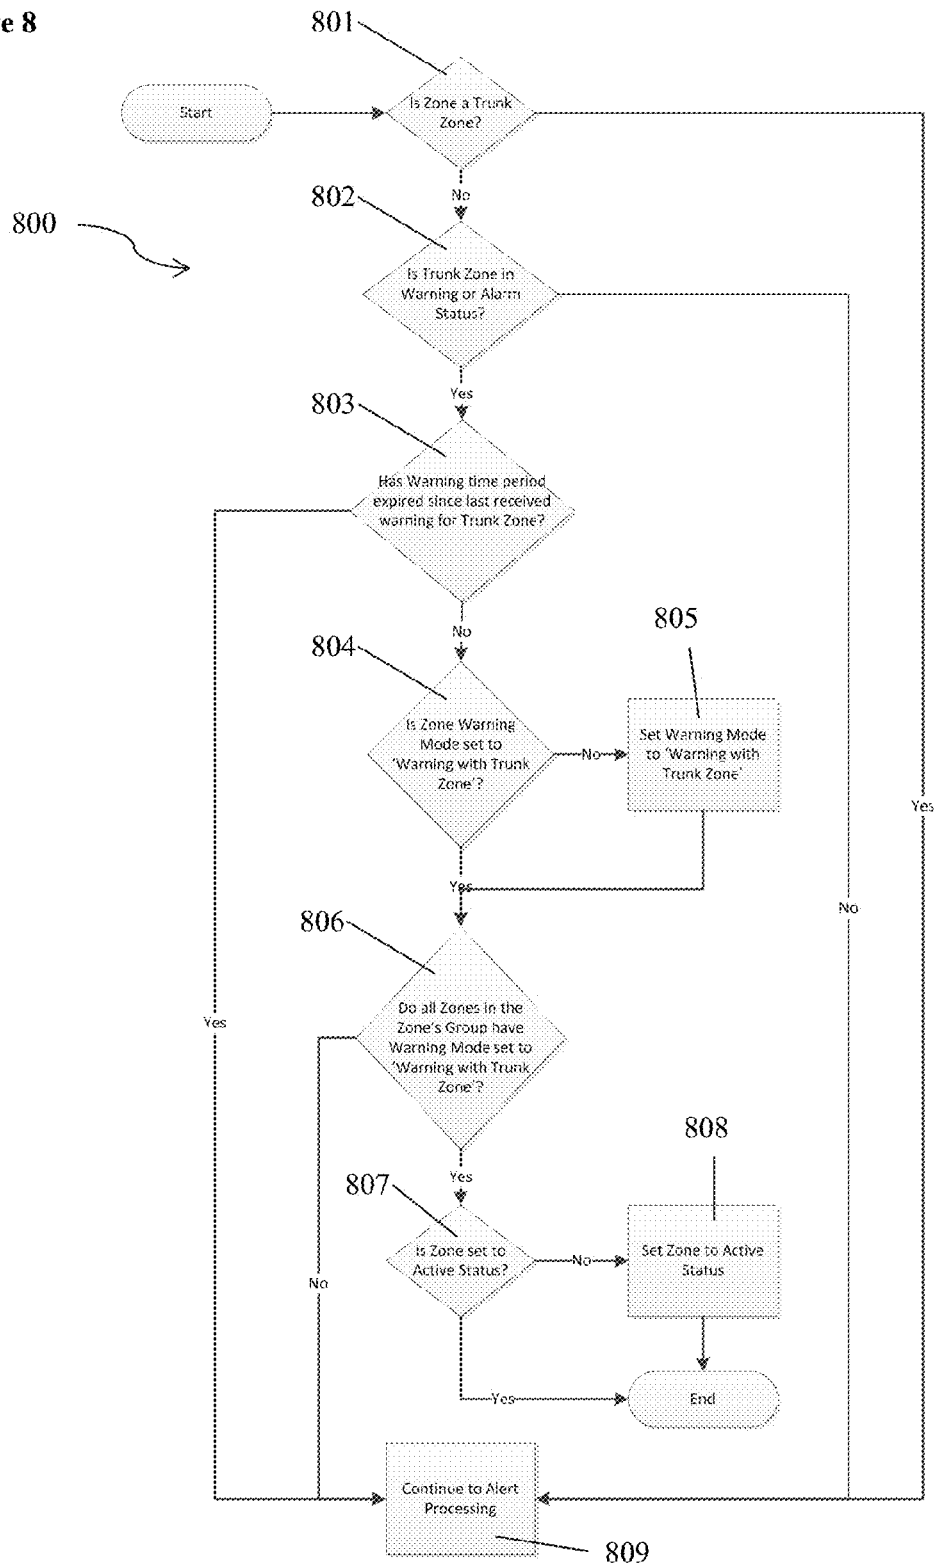 e 8
801
Start
Is Zone a Trunk
Zone?
No
802
800
Is Trunk Zone in
Warning or Alarm
Status?
Yes
803
Has Warning time period
expired since last received
warning for Trunk Zone?
No
805
804
Is Zone Warning
Mode set to
'Warning with Trunk
Zone'?
No
Set Warning Mode
to 'Warning with
Trunk Zone'
Yes
Yes
No
806
Do all Zones in the
Zone's Group have
Warning Mode set to
'Warning with Trunk
Zone'?
Yes
808
Yes
807
Is Zone set to
Active Status?
No
Set Zone to Active
Status
No
Yes
End
Continue to Alert
Processing
809